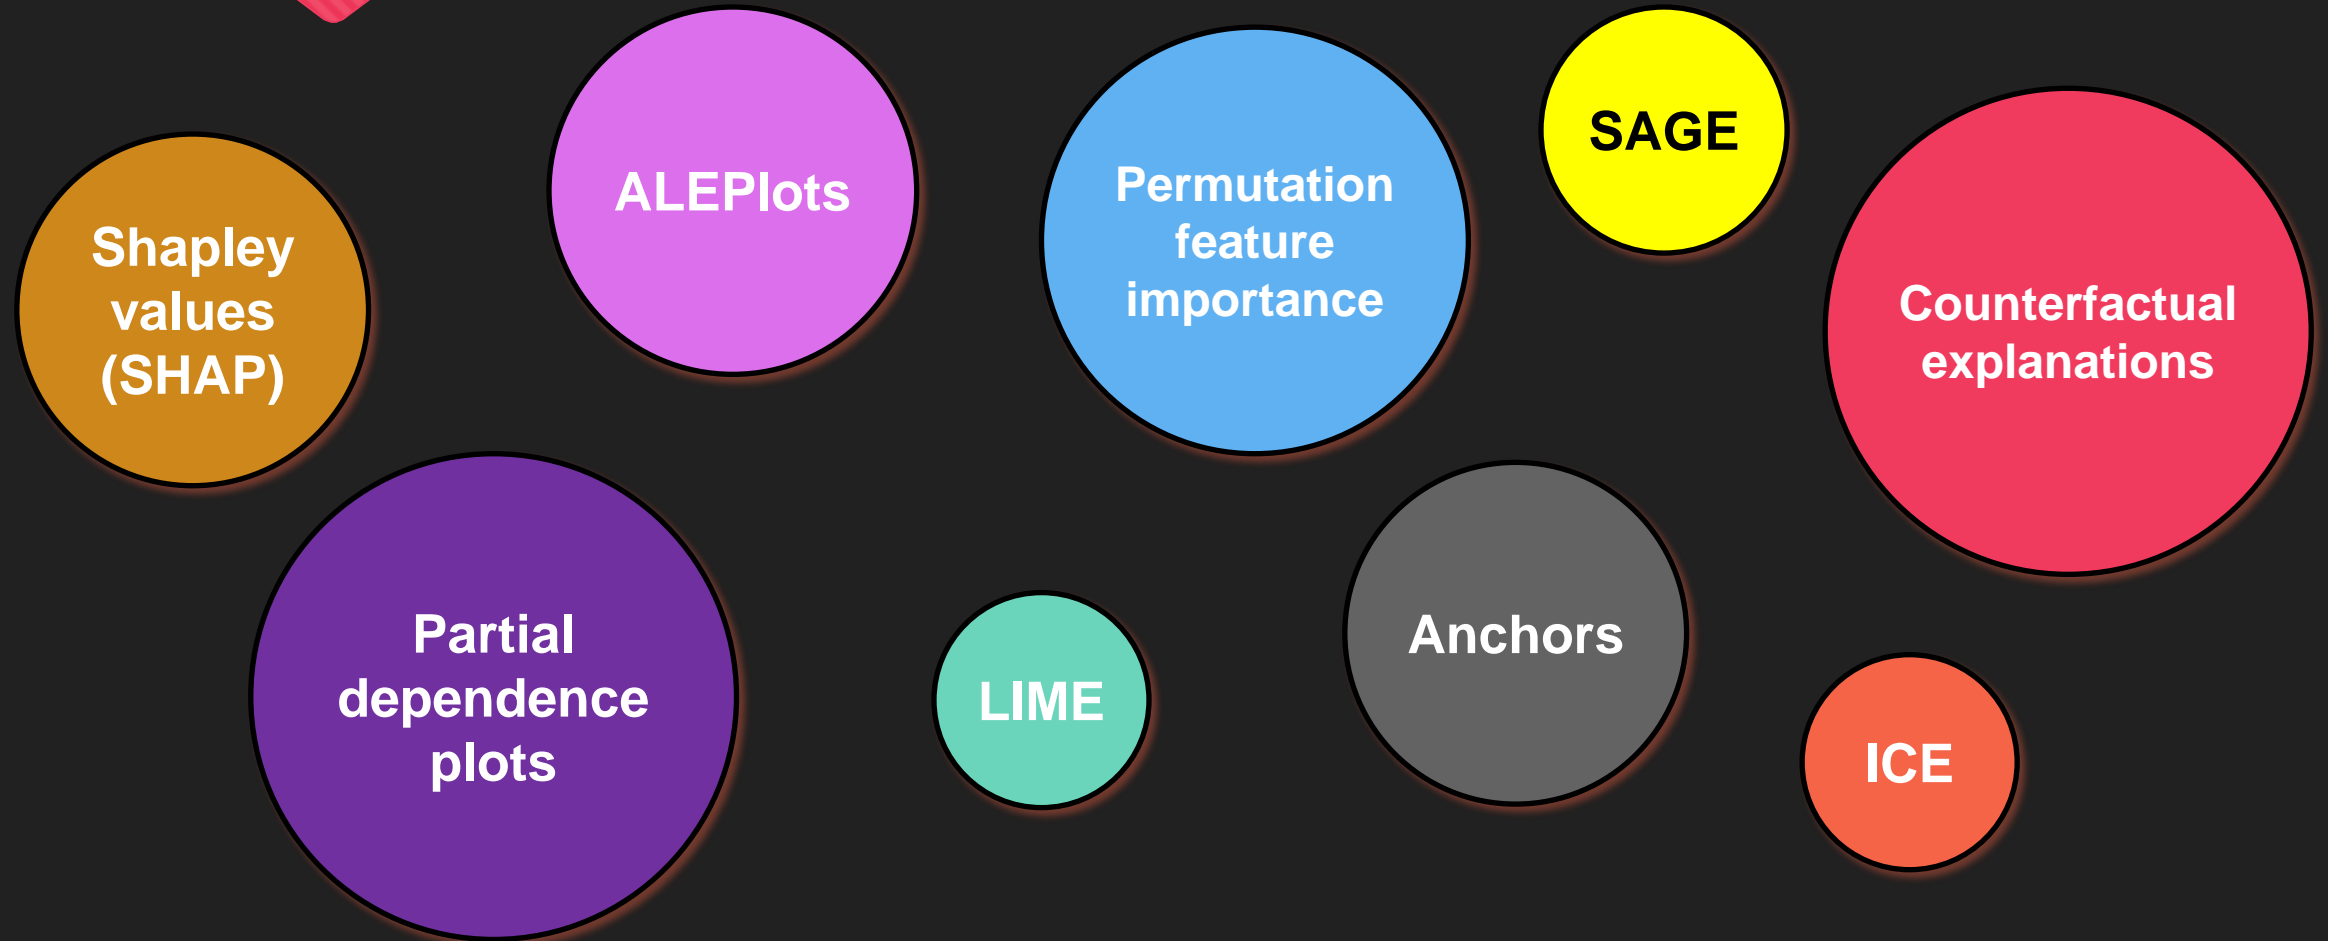 Shapley
values
(SHAP)
ALEPlots
Permutation
feature
importance
SAGE
Counterfactual
explanations
Partial
dependence
plots
LIME
Anchors
ICE